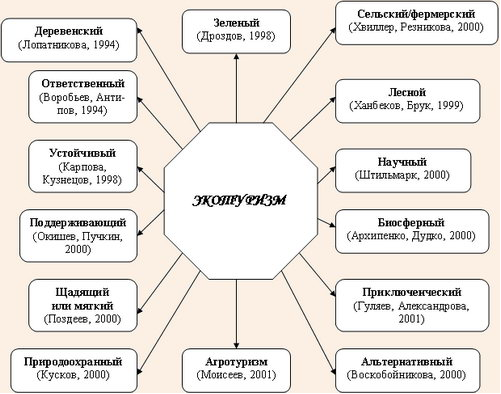 Деревенский
(Лопатникова, 1994)
Зеленый
(Дроздов, 1998)
Сельский/фермерский
(Хвиллер, Резникова, 2000)
Ответственный
(Воробьев, Анти-
пов, 1994)
Лесной
(Ханбеков, Брук, 1999)
Устойчивый
(Карпова,
Кузнецов, 1998)
Научный
(Штильмарк, 2000)
ЭКОТУРИЗМ
Поддерживающий
(Окишев, Пучкин,
2000)
Биосферный
(Архипенко, Дудко, 2000)
Щадящий
или мягкий
(Поздеев, 2000)
Приключенческий
(Гуляев, Александрова,
2001)
Природоохранный
(Кусков, 2000)
Агротуризм
(Моисеев, 2001)
Альтернативный
(Воскобойникова, 2000)